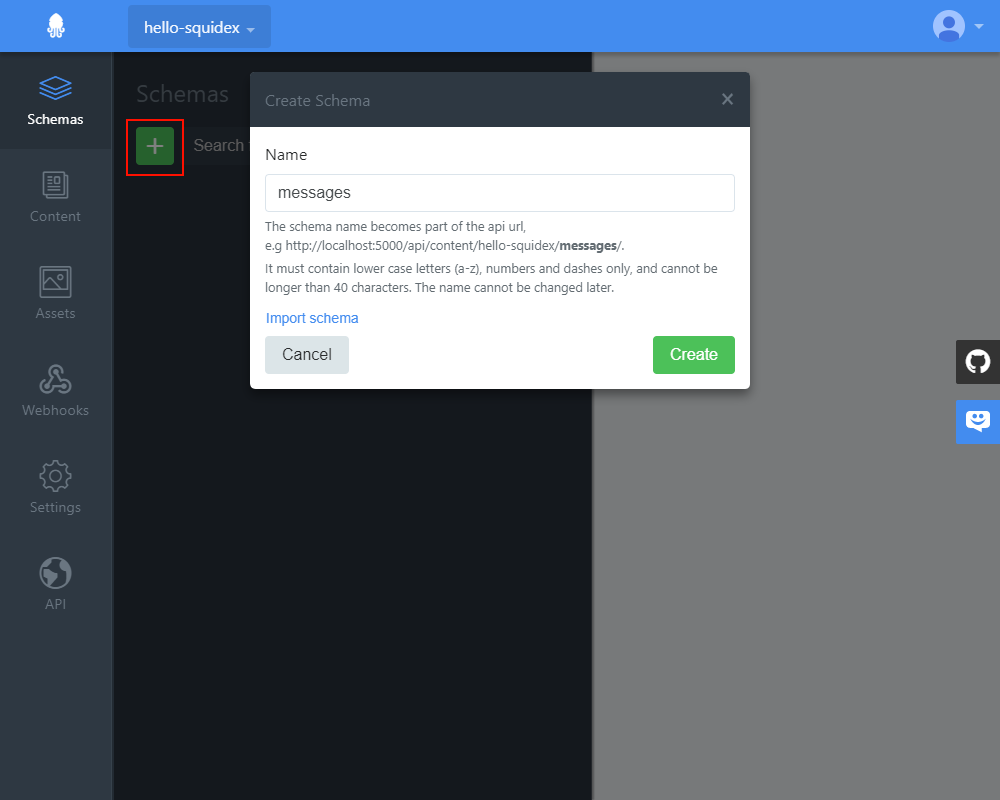 hello-squidex
Schemas
Content
Assets
Webhooks
Settings
API
Schemas
Search
Create Schema
Name
messages
The schema name becomes part of the api url,
e.g http://localhost:5000/api/content/hello-squidex/messages/.
It must contain lower case letters (a-z), numbers and dashes only, and cannot be
longer than 40 characters. The name cannot be changed later.
Import schema
Cancel
Create